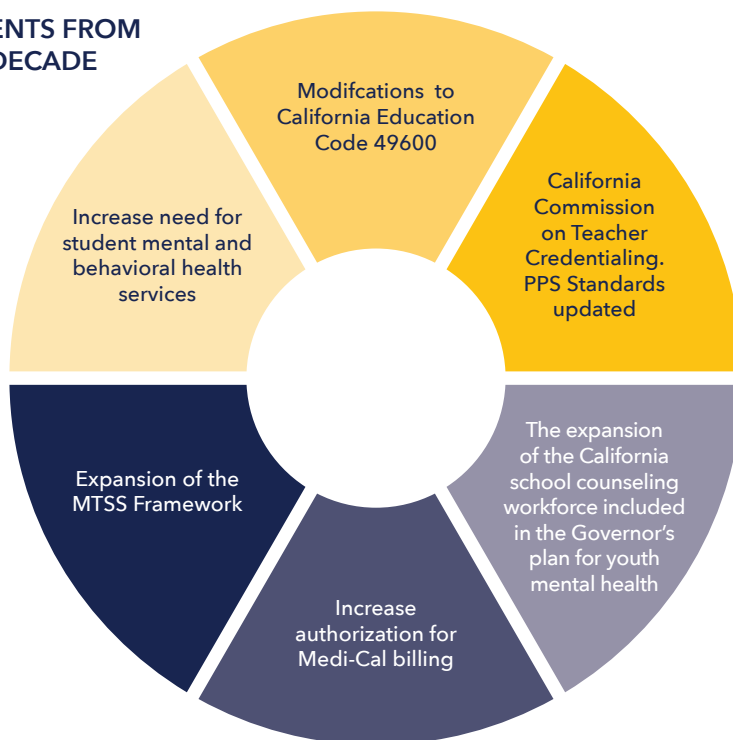 ENTS FROM
DECADE
Modifcations to
California Education
Code 49600
California
Commission
on Teacher
Credentialing.
PPS Standards
updated
The expansion
of the California
school counseling
workforce included
in the Governor’s
plan for youth
mental health
Increase
authorization for
Medi-Cal billing
Expansion of the
MTSS Framework
Increase need for
student mental and
behavioral health
services